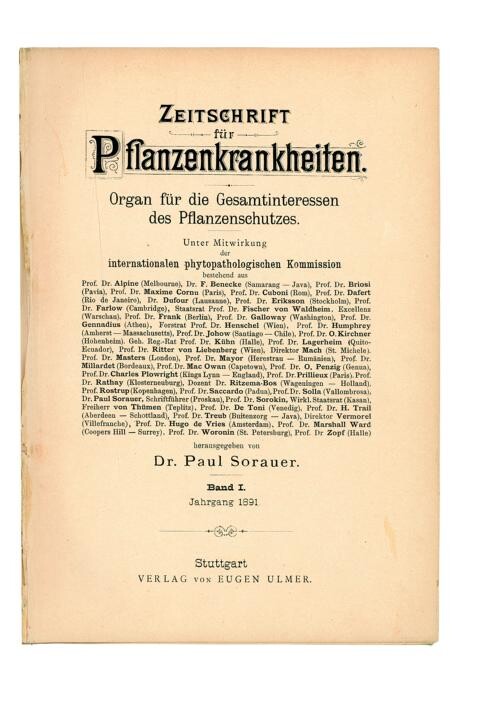 ZEITSCHRIFT
für
Pflanzenkrankheiten.
Organ für die Gesamtinteressen
des Pflanzenschutzes.
Unter Mitwirkung
der
internationalen phytopathologischen Kommission
bestehend aus
Prof. Dr. Alpine (Melbourne), Dr. F. Benecke (Samarang — Java), Prof. Dr. Briosi
(Pavia), Prof. Dr. Maxime Cornu (Paris), Prof. Dr. Cuboni (Rom), Prof. Dr. Dafert
(Rio de Janeiro), Dr. Dufour (Lausanne), Prof. Dr. Eriksson (Stockholm), Prof.
Dr. Farlow (Cambridge), Staatsrat Prof. Dr. Fischer von Waldheim, Excellenz
(Warschau), Prof. Dr. Frank (Berlin), Prof. Dr. Galloway (Washington), Prof. Dr.
Gennadius (Athen), Forstrat Prof. Dr. Henschel (Wien), Prof. Dr. Humphrey
(Amherst — Massachusetts), Prof. Dr. Johow (Santiago — Chile), Prof. Dr. O. Kirchner
(Hohenheim), Geh. Reg.-Rat Prof. Dr. Kühn (Halle), Prof. Dr. Lagerheim (Quito-
Ecuador), Prof. Dr. Ritter von Liebenberg (Wien), Direktor Mach (St. Michele).
Prof. Dr. Masters (London), Prof. Dr. Mayor (Herestrau — Rumänien), Prof. Dr.
Millardet (Bordeaux), Prof. Dr. Mac Owan (Capetown), Prof. Dr. O. Penzig (Genua),
Prof. Dr. Charles Plowright (Kings Lynn — England), Prof. Dr. Prillieux (Paris). Prof.
Dr. Rathay (Klosterneuburg), Dozent Dr. Ritzema-Bos (Wageningen — Holland),
Prof. Rostrup (Kopenhagen), Prof. Dr. Saccardo (Padua), Prof. Dr. Solla (Vallombrosa),
Dr. Paul Sorauer, Schriftführer (Proskau), Prof. Dr. Sorokin, Wirkl. Staatsrat (Kasan),
Freiherr von Thümen (Teplitz), Prof. Dr. De Toni (Venedig), Prof. Dr. H. Trail
(Aberdeen — Schottland), Prof. Dr. Treub (Buitenzorg — Java), Direktor Vermorel
(Villefranche), Prof. Dr. Hugo de Vries (Amsterdam), Prof. Dr. Marshall Ward
(Coopers Hill — Surrey), Prof. Dr. Woronin (St. Petersburg), Prof. Dr. Zopf (Halle)
herausgegeben von
Dr. Paul Sorauer.
Band I.
Jahrgang 1891.
Stuttgart
VERLAG VON EUGEN ULMER.